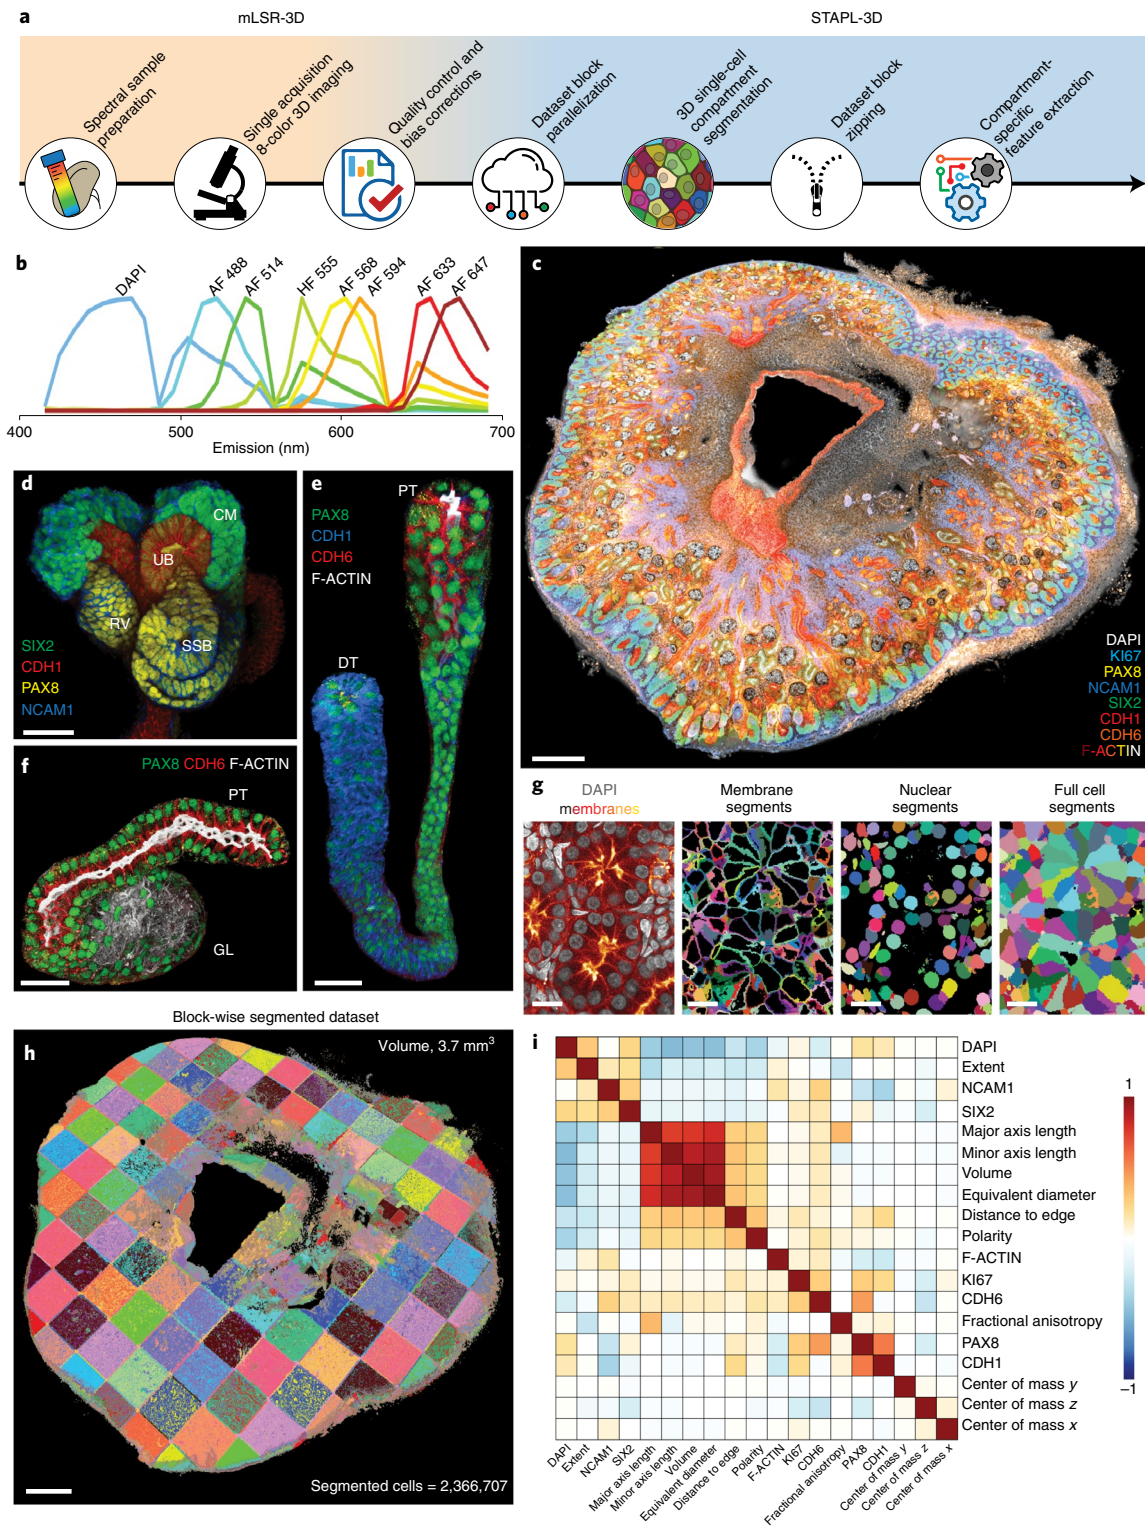 a
mLSR-3D
STAPL-3D
Spectral sample
preparation
Single acquisition
8-color 3D imaging
Quality control and
bias corrections
Dataset block
parallelization
3D single-cell
compartment
segmentation
Dataset block
zipping
Compartment-
specific
feature extraction
b
DAPI
AF 488
AF 514
HF 555
AF 568
AF 594
AF 633
AF 647
400
500
600
700
Emission (nm)
c
DAPI
KI67
PAX8
NCAM1
SIX2
CDH1
CDH6
F-ACTIN
d
CM
UB
RV
SSB
SIX2
CDH1
PAX8
NCAM1
e
PT
PAX8
CDH1
CDH6
F-ACTIN
DT
f
PAX8 CDH6 F-ACTIN
PT
GL
g
DAPI
membranes
Membrane
segments
Nuclear
segments
Full cell
segments
Block-wise segmented dataset
h
Volume, 3.7 mm³
Segmented cells = 2,366,707
i
DAPI
Extent
NCAM1
SIX2
Major axis length
Minor axis length
Volume
Equivalent diameter
Distance to edge
Polarity
F-ACTIN
KI67
CDH6
Fractional anisotropy
PAX8
CDH1
Center of mass y
Center of mass z
Center of mass x
1
–1
DAPI
Extent
NCAM1
SIX2
Major axis length
Minor axis length
Volume
Equivalent diameter
Distance to edge
Polarity
F-ACTIN
KI67
CDH6
Fractional anisotropy
PAX8
CDH1
Center of mass y
Center of mass z
Center of mass x